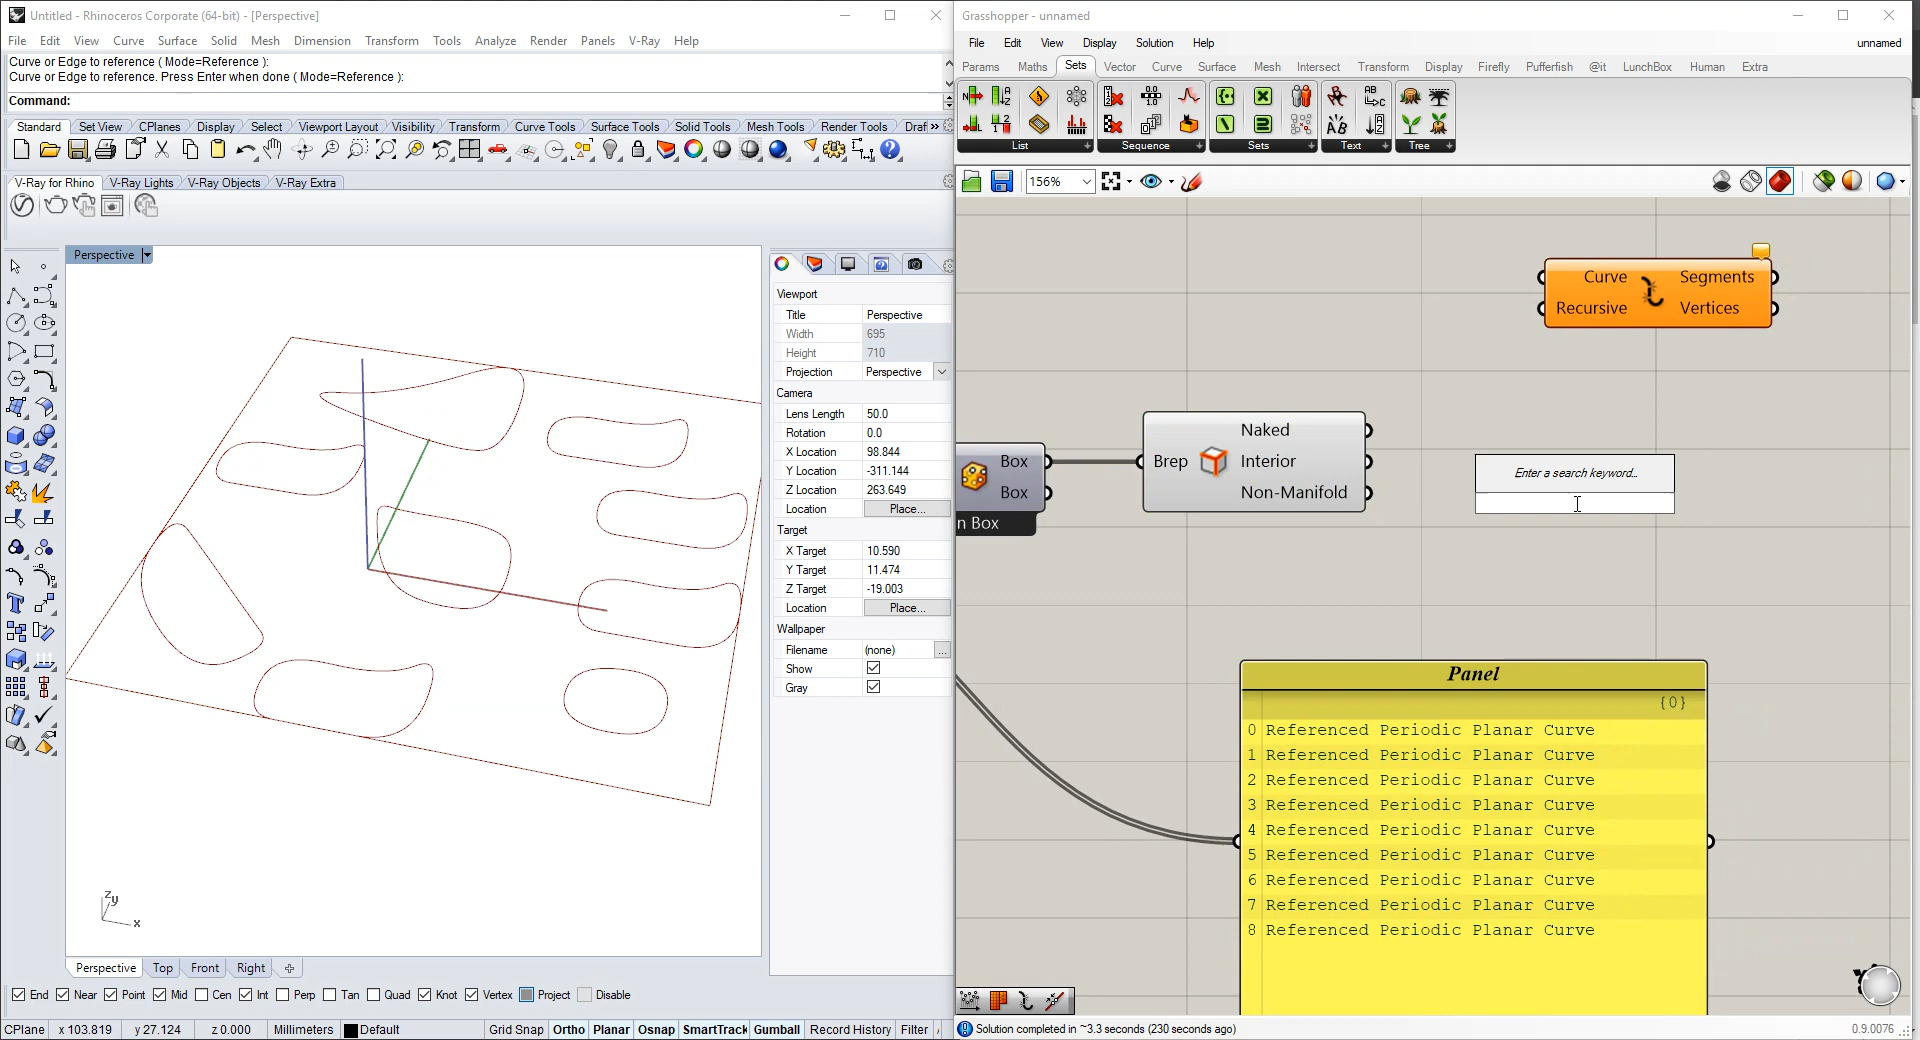 Untitled - Rhinoceros Corporate (64-bit) - [Perspective]
File Edit View Curve Surface Solid Mesh Dimension Transform Tools Analyze Render Panels V-Ray Help
Curve or Edge to reference ( Mode=Reference ):
Curve or Edge to reference. Press Enter when done ( Mode=Reference ):
Command:
Standard Set View CPlanes Display Select Viewport Layout Visibility Transform Curve Tools Surface Tools Solid Tools Mesh Tools Render Tools Draf »
V-Ray for Rhino V-Ray Lights V-Ray Objects V-Ray Extra
Perspective
z y x
Viewport
Title Perspective
Width 695
Height 710
Projection Perspective
Camera
Lens Length 50.0
Rotation 0.0
X Location 98.844
Y Location -311.144
Z Location 263.649
Location Place...
Target
X Target 10.590
Y Target 11.474
Z Target -19.003
Location Place...
Wallpaper
Filename (none) ...
Show
Gray
Perspective Top Front Right
End Near Point Mid Cen Int Perp Tan Quad Knot Vertex Project Disable
CPlane x 103.819 y 27.124 z 0.000 Millimeters Default Grid Snap Ortho Planar Osnap SmartTrack Gumball Record History Filter
Grasshopper - unnamed
File Edit View Display Solution Help unnamed
Params Maths Sets Vector Curve Surface Mesh Intersect Transform Display Firefly Pufferfish @it LunchBox Human Extra
List Sequence Sets Text Tree
156%
Curve Segments
Recursive Vertices
Box
Box
n Box
Naked
Brep Interior
Non-Manifold
Enter a search keyword...
Panel
{0}
0 Referenced Periodic Planar Curve
1 Referenced Periodic Planar Curve
2 Referenced Periodic Planar Curve
3 Referenced Periodic Planar Curve
4 Referenced Periodic Planar Curve
5 Referenced Periodic Planar Curve
6 Referenced Periodic Planar Curve
7 Referenced Periodic Planar Curve
8 Referenced Periodic Planar Curve
Solution completed in ~3.3 seconds (230 seconds ago)
0.9.0076